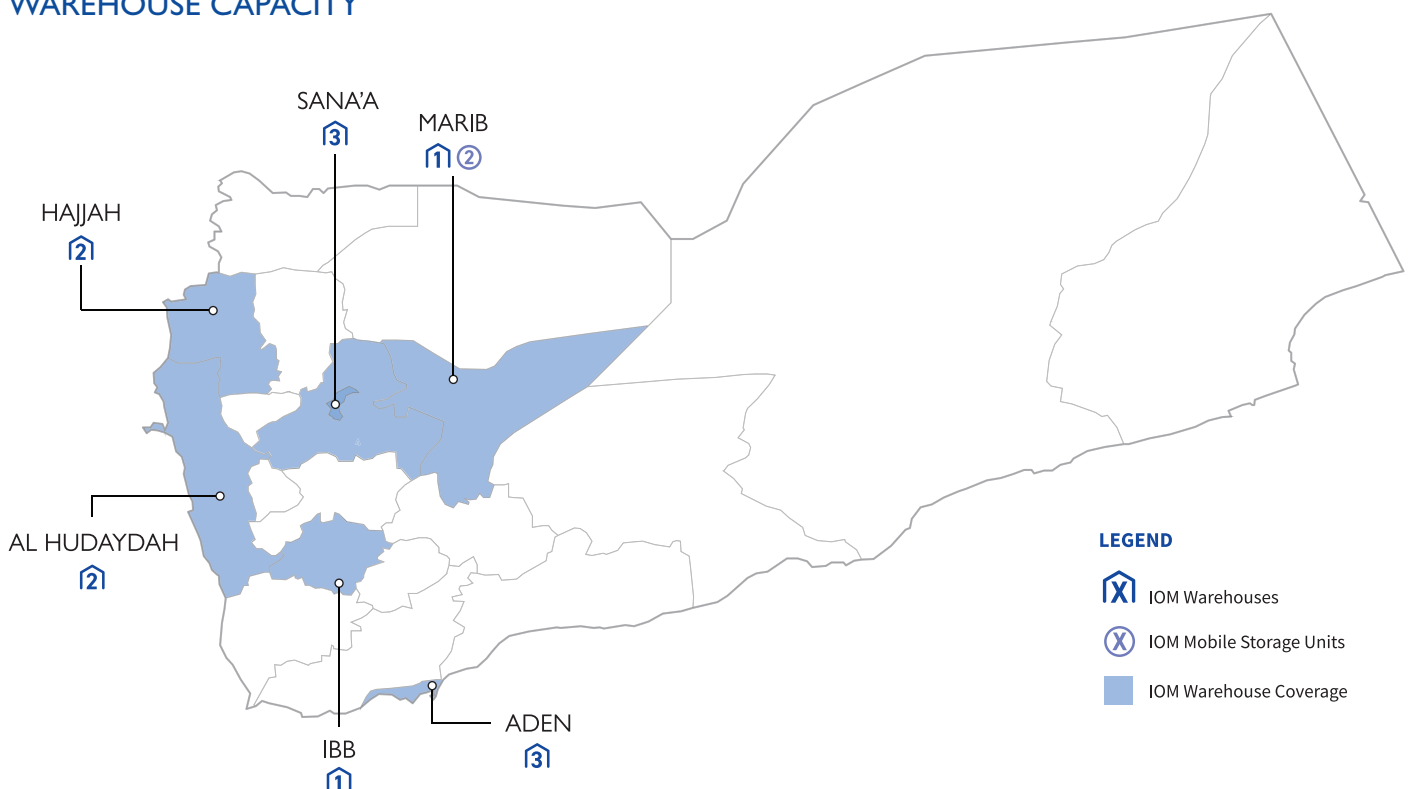 WAREHOUSE CAPACITY
SANA'A
3
MARIB
1 2
HAJJAH
2
AL HUDAYDAH
2
IBB
1
ADEN
3
LEGEND
X IOM Warehouses
X IOM Mobile Storage Units
IOM Warehouse Coverage